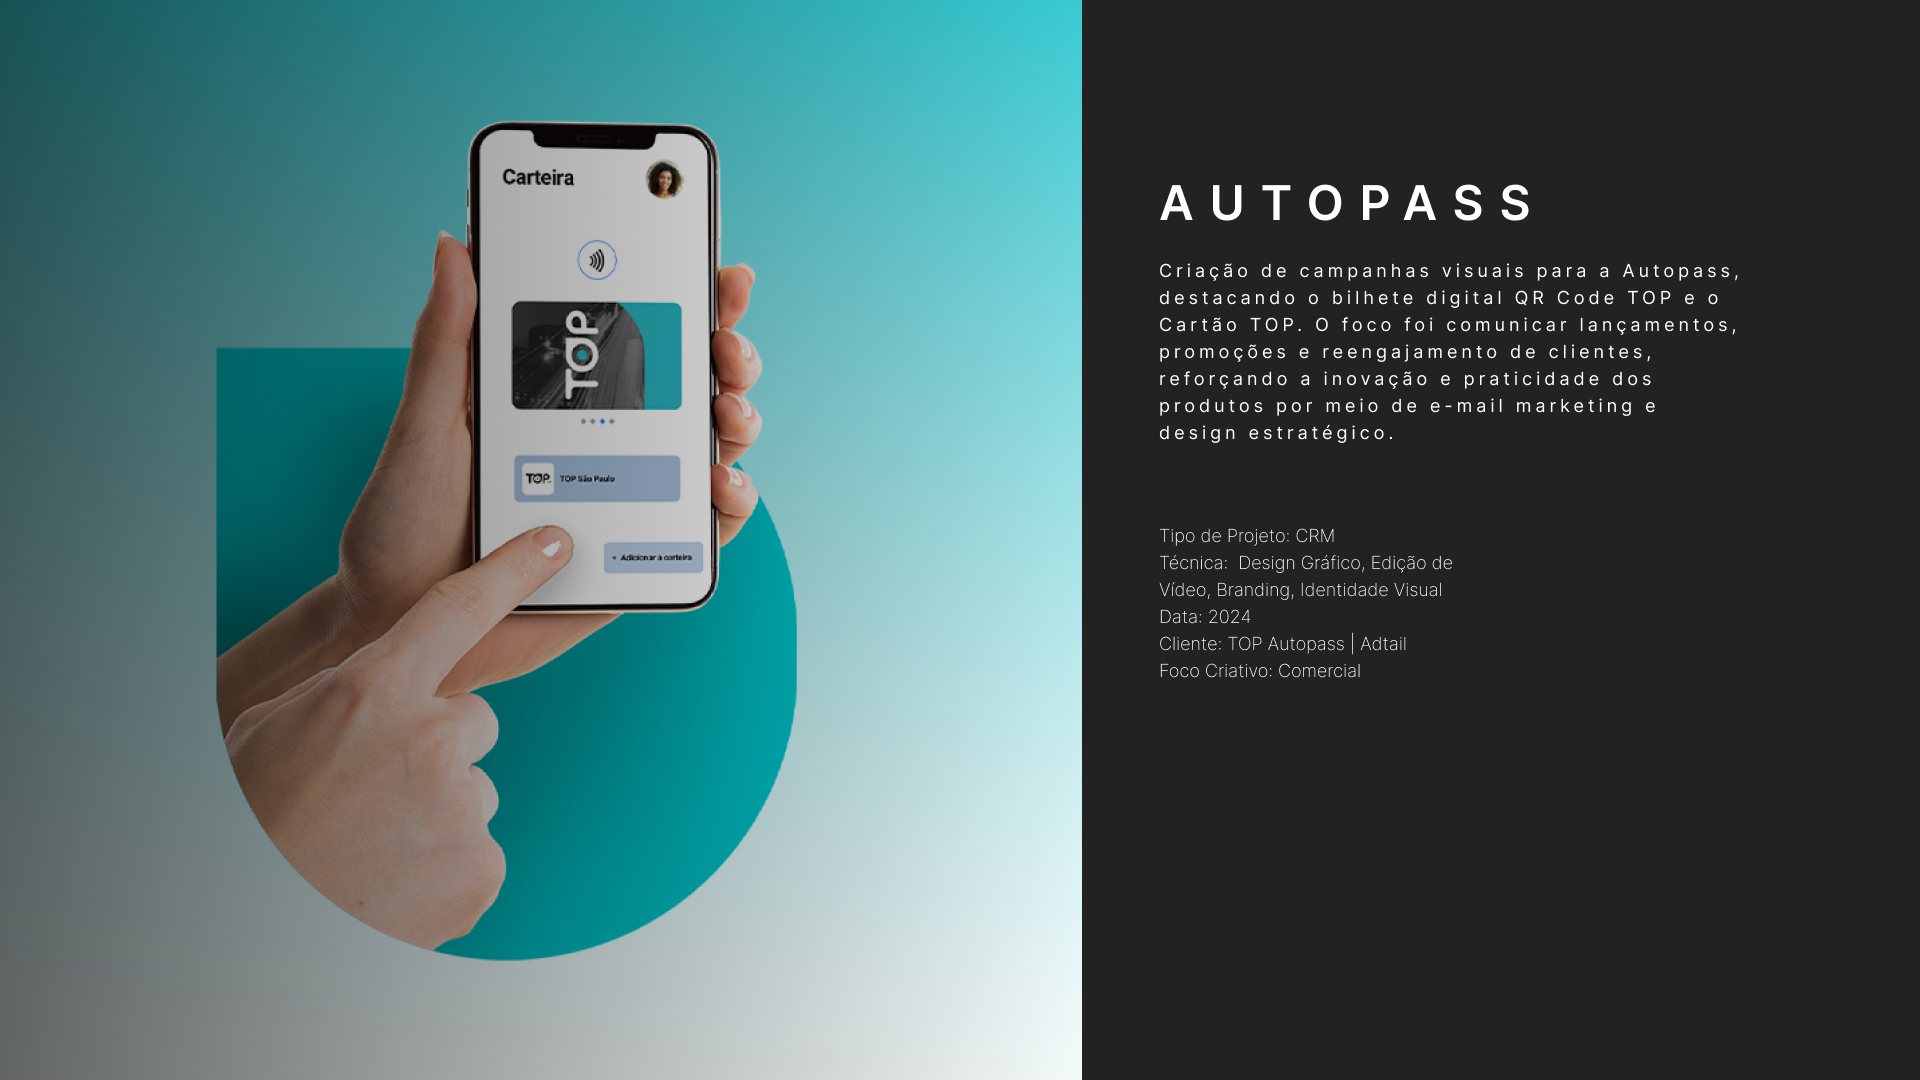 Carteira
TOP
TOP TOP São Paulo
+ Adicionar à carteira
AUTOPASS
Criação de campanhas visuais para a Autopass,
destacando o bilhete digital QR Code TOP e o
Cartão TOP. O foco foi comunicar lançamentos,
promoções e reengajamento de clientes,
reforçando a inovação e praticidade dos
produtos por meio de e-mail marketing e
design estratégico.
Tipo de Projeto: CRM
Técnica:  Design Gráfico, Edição de
Vídeo, Branding, Identidade Visual
Data: 2024
Cliente: TOP Autopass | Adtail
Foco Criativo: Comercial